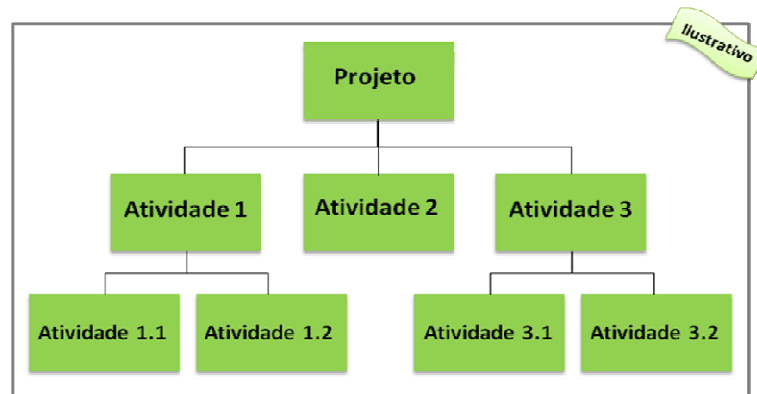 Ilustrativo
Projeto
Atividade 1
Atividade 2
Atividade 3
Atividade 1.1
Atividade 1.2
Atividade 3.1
Atividade 3.2